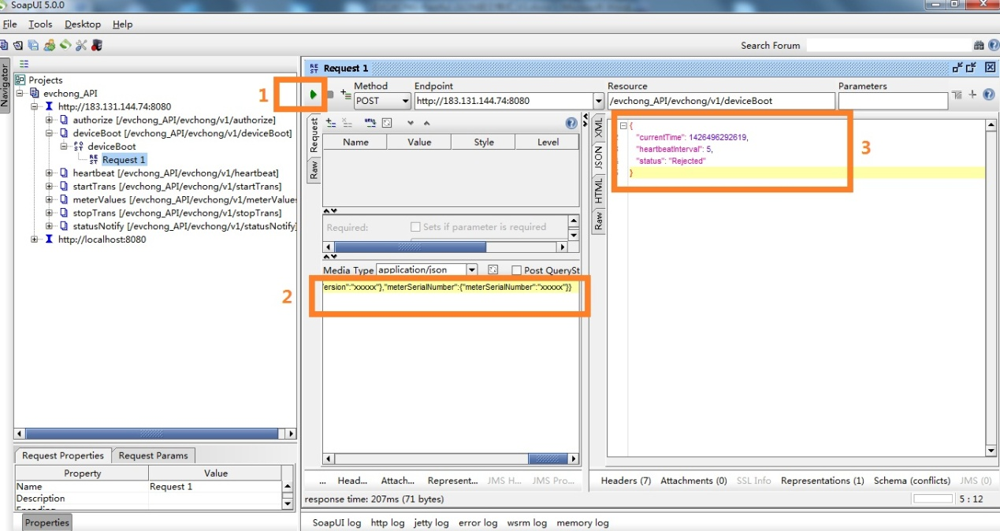 SoapUI 5.0.0
File Tools Desktop Help
Search Forum
Navigator
Projects
evchong_API
http://183.131.144.74:8080
authorize [/evchong_API/evchong/v1/authorize]
deviceBoot [/evchong_API/evchong/v1/deviceBoot]
deviceBoot
Request 1
heartbeat [/evchong_API/evchong/v1/heartbeat]
startTrans [/evchong_API/evchong/v1/startTrans]
meterValues [/evchong_API/evchong/v1/meterValues
stopTrans [/evchong_API/evchong/v1/stopTrans]
statusNotify [/evchong_API/evchong/v1/statusNotify]
http://localhost:8080
Request Properties Request Params
Property Value
Name Request 1
Description
Encoding
Properties
1
Request 1
Method Endpoint Resource Parameters
POST http://183.131.144.74:8080 /evchong_API/evchong/v1/deviceBoot
Request
Raw
Name Value Style Level
Required: Sets if parameter is required
Media Type application/json Post QuerySt
2
ersion":"xxxxx"},"meterSerialNumber":{"meterSerialNumber":"xxxxx"}}
... Head... Attach... Represent... JMS H... JMS Pro...
XML
JSON
HTML
Raw
{
"currentTime": 1426496292619,
"heartbeatInterval": 5,
"status": "Rejected"
}
3
Headers (7) Attachments (0) SSL Info Representations (1) Schema (conflicts) JMS (0)
response time: 207ms (71 bytes)
5 : 12
SoapUI log http log jetty log error log wsrm log memory log